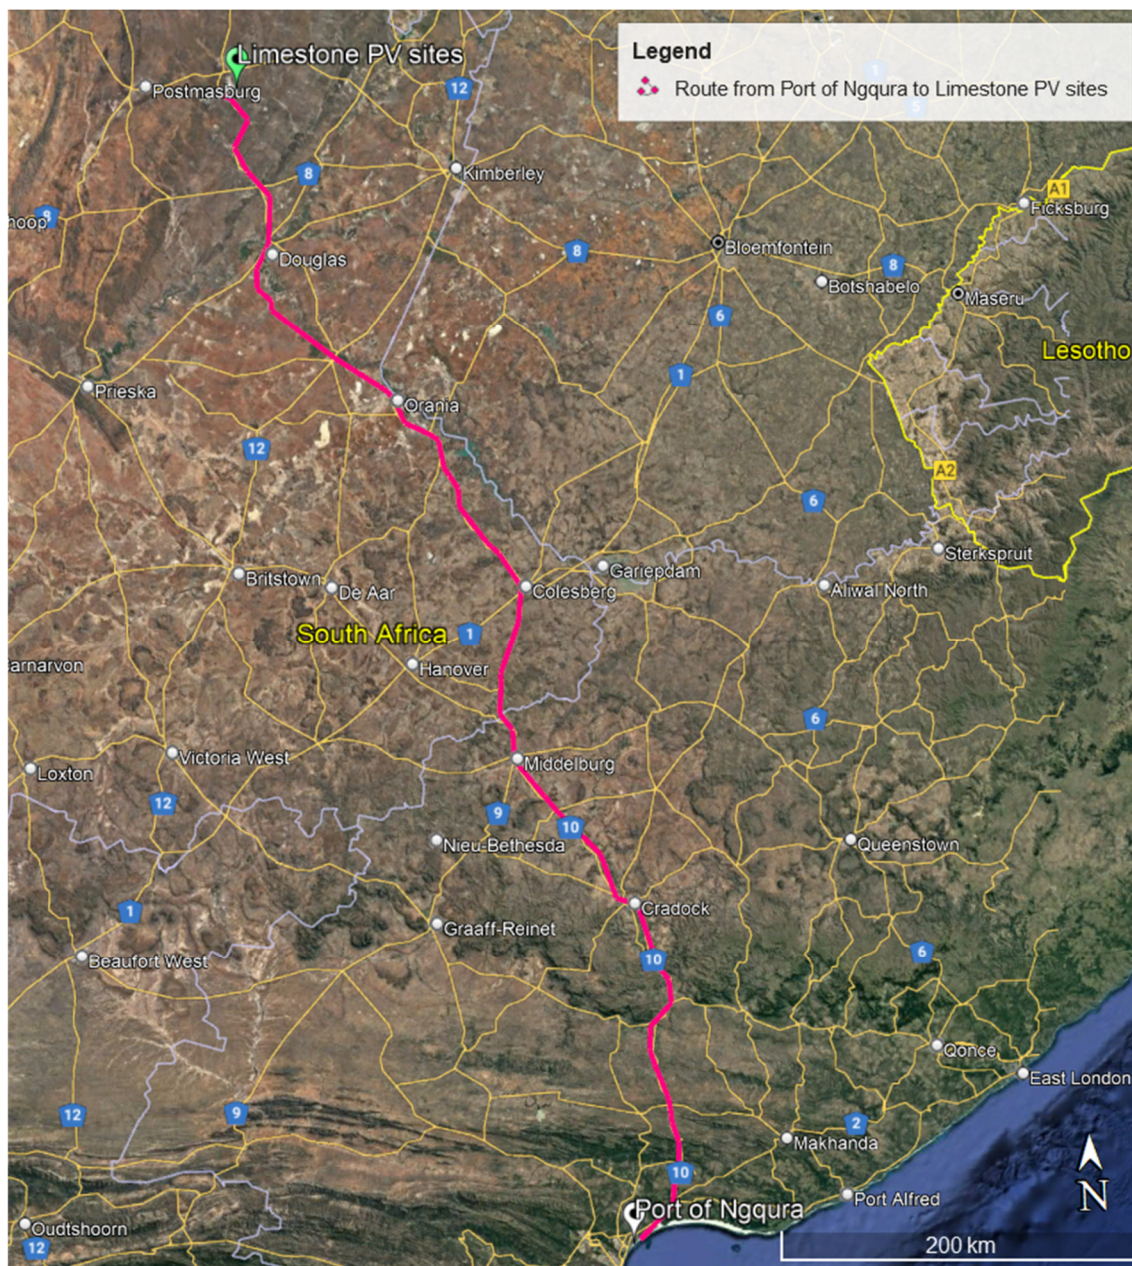 Legend
Route from Port of Ngqura to Limestone PV sites
1
5
Limestone PV sites
Postmasburg
12
8
Kimberley
A1
Ficksburg
hoop
8
Douglas
8
Bloemfontein
8
Botshabelo
Maseru
6
Lesotho
1
Prieska
Orania
12
A2
6
Sterkspruit
Gariepdam
Britstown
De Aar
Colesberg
Aliwal North
South Africa
1
Hanover
arnarvon
6
Victoria West
Middelburg
Loxton
12
9
10
Nieu-Bethesda
Queenstown
1
Cradock
Graaff-Reinet
6
Beaufort West
10
Qonce
East London
12
9
2
Makhanda
10
Port Alfred
Port of Ngqura
N
Oudtshoorn
12
200 km